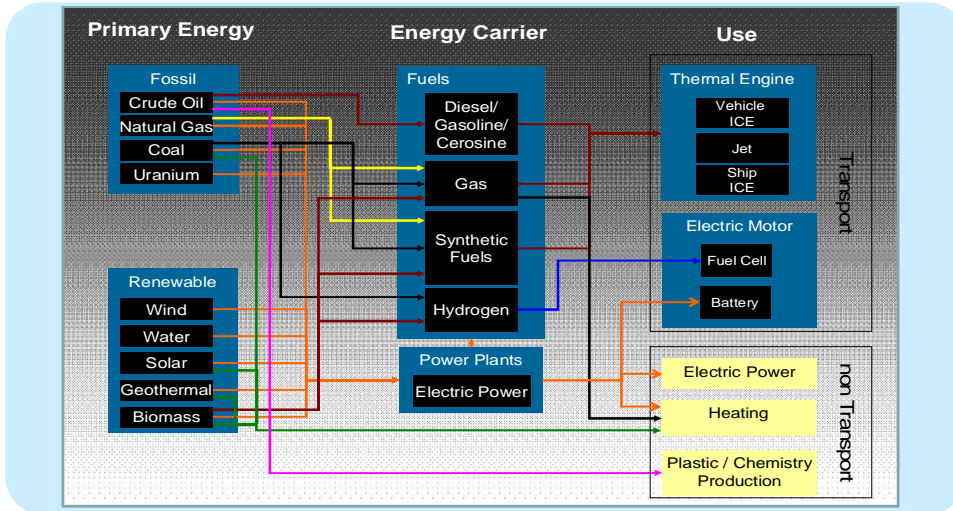 Primary Energy
Energy Carrier
Use
Fossil
Crude Oil
Natural Gas
Coal
Uranium
Renewable
Wind
Water
Solar
Geothermal
Biomass
Fuels
Diesel/
Gasoline/
Cerosine
Gas
Synthetic
Fuels
Hydrogen
Power Plants
Electric Power
Thermal Engine
Vehicle
ICE
Jet
Ship
ICE
Electric Motor
Fuel Cell
Battery
Transport
Electric Power
Heating
Plastic / Chemistry
Production
non Transport